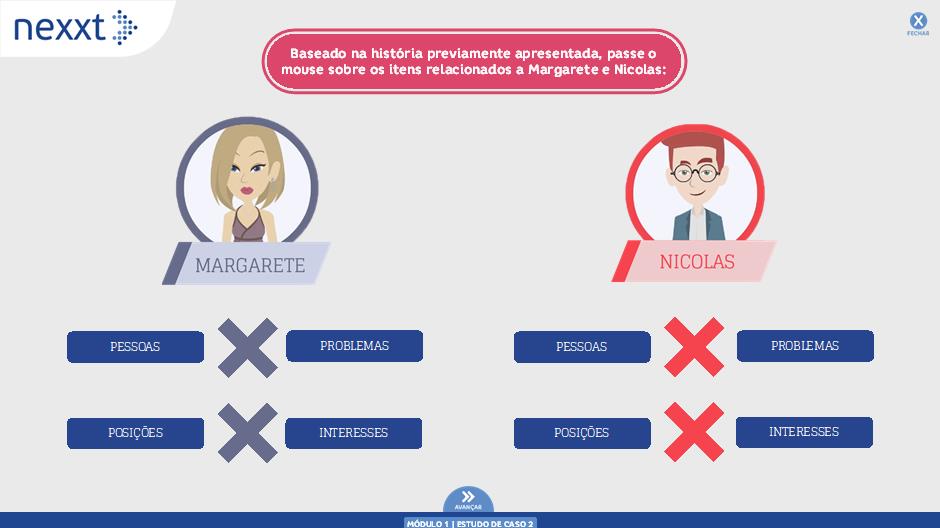 nexxt
X
FECHAR
Baseado na história previamente apresentada, passe o
mouse sobre os itens relacionados a Margarete e Nicolas:
MARGARETE
NICOLAS
PESSOAS
PROBLEMAS
PESSOAS
PROBLEMAS
POSIÇÕES
INTERESSES
POSIÇÕES
INTERESSES
AVANÇAR
MÓDULO 1 | ESTUDO DE CASO 2